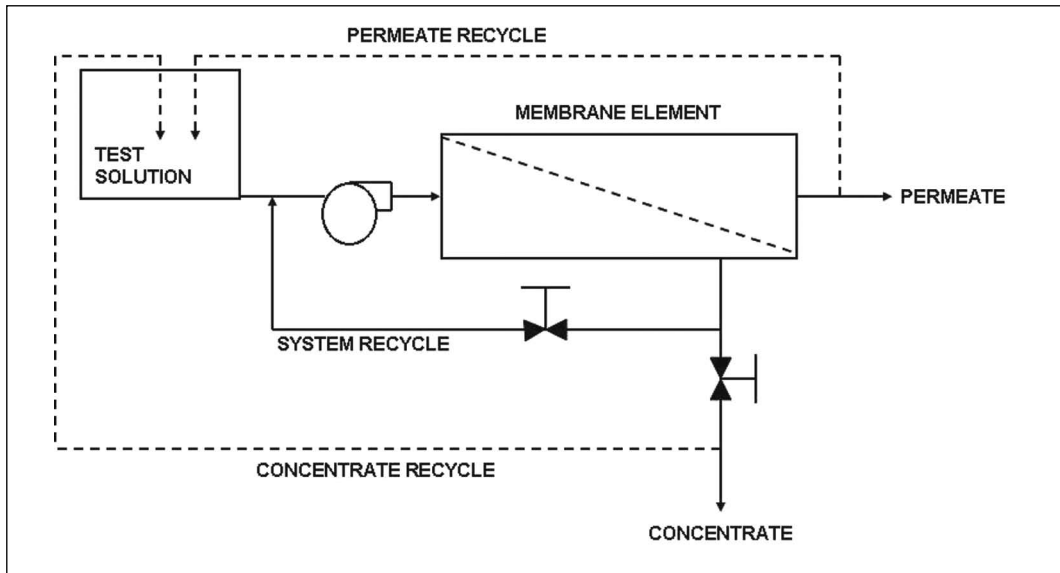 PERMEATE RECYCLE
MEMBRANE ELEMENT
TEST
SOLUTION
PERMEATE
SYSTEM RECYCLE
CONCENTRATE RECYCLE
CONCENTRATE